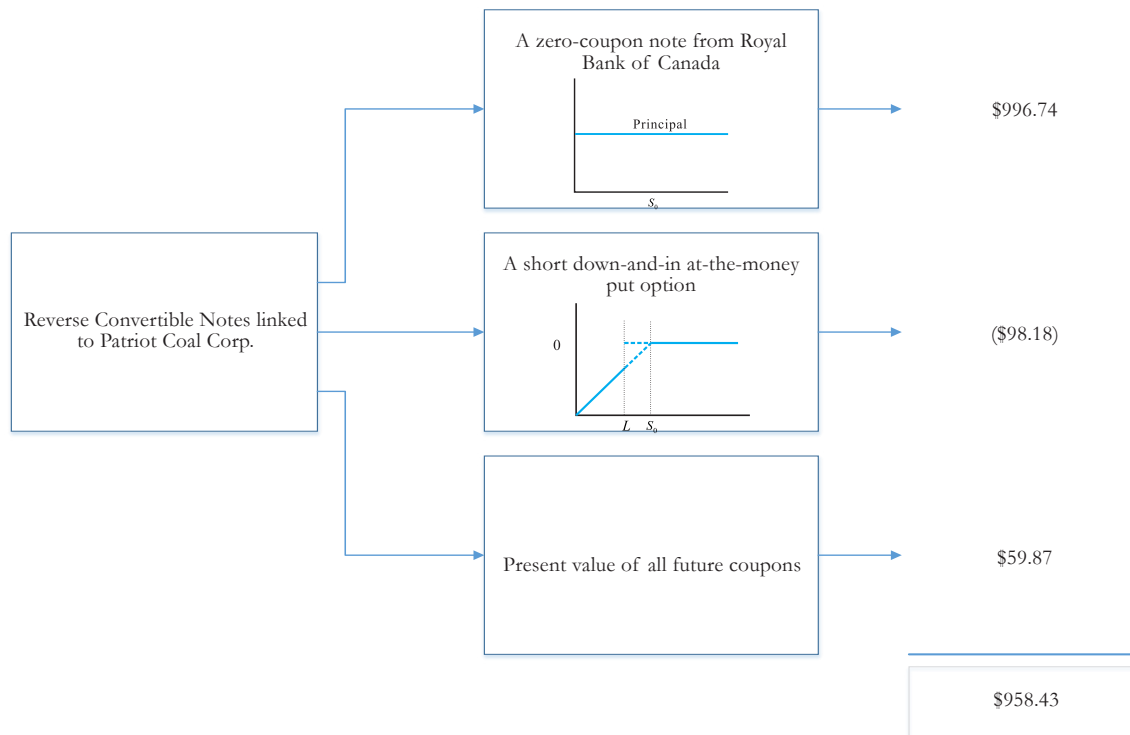 A zero-coupon note from Royal
Bank of Canada
Principal
S₀
$996.74
Reverse Convertible Notes linked
to Patriot Coal Corp.
A short down-and-in at-the-money
put option
0
L S₀
($98.18)
Present value of all future coupons
$59.87
$958.43